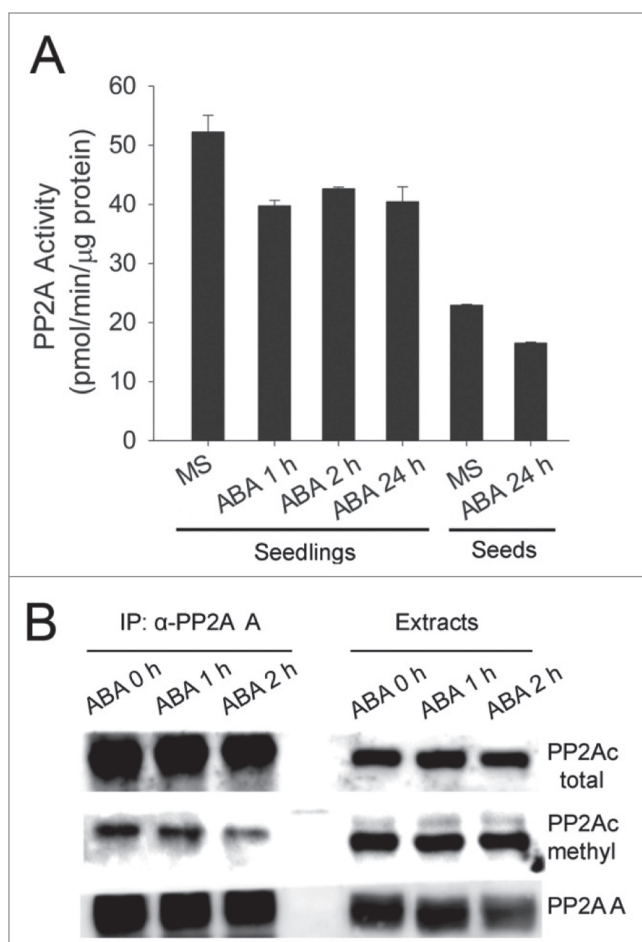 A
PP2A Activity
(pmol/min/μg protein)
60
50
40
30
20
10
0
MS
ABA 1 h
ABA 2 h
ABA 24 h
MS
ABA 24 h
Seedlings
Seeds
B
IP: α-PP2A A
Extracts
ABA 0 h
ABA 1 h
ABA 2 h
ABA 0 h
ABA 1 h
ABA 2 h
PP2Ac
total
PP2Ac
methyl
PP2A A